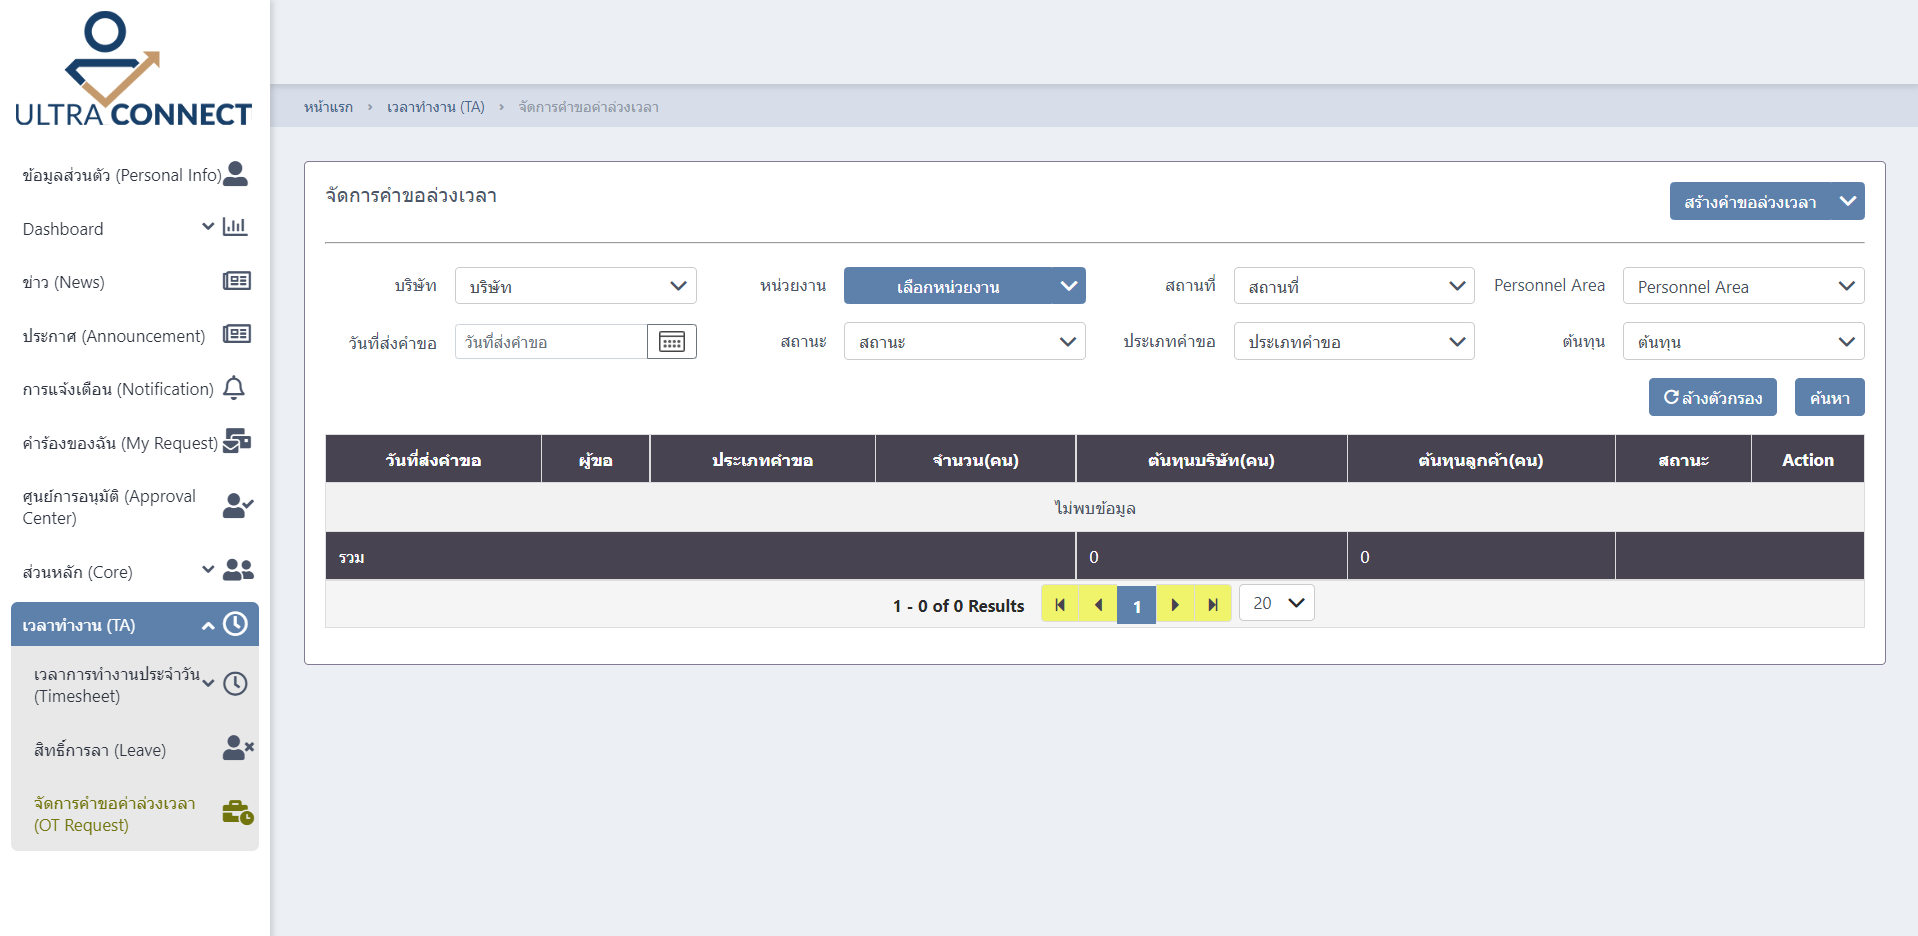 ULTRA CONNECT
ข้อมูลส่วนตัว (Personal Info)
Dashboard
ข่าว (News)
ประกาศ (Announcement)
การแจ้งเตือน (Notification)
คำร้องของฉัน (My Request)
ศูนย์การอนุมัติ (Approval
Center)
ส่วนหลัก (Core)
เวลาทำงาน (TA)
เวลาการทำงานประจำวัน
(Timesheet)
สิทธิ์การลา (Leave)
จัดการคำขอค่าล่วงเวลา
(OT Request)
หน้าแรก › เวลาทำงาน (TA) › จัดการคำขอค่าล่วงเวลา
จัดการคำขอล่วงเวลา
สร้างคำขอล่วงเวลา
บริษัท บริษัท หน่วยงาน เลือกหน่วยงาน สถานที่ สถานที่ Personnel Area Personnel Area
วันที่ส่งคำขอ วันที่ส่งคำขอ สถานะ สถานะ ประเภทคำขอ ประเภทคำขอ ต้นทุน ต้นทุน
ล้างตัวกรอง ค้นหา
วันที่ส่งคำขอ ผู้ขอ ประเภทคำขอ จำนวน(คน) ต้นทุนบริษัท(คน) ต้นทุนลูกค้า(คน) สถานะ Action
ไม่พบข้อมูล
รวม 0 0
1 - 0 of 0 Results 1 20